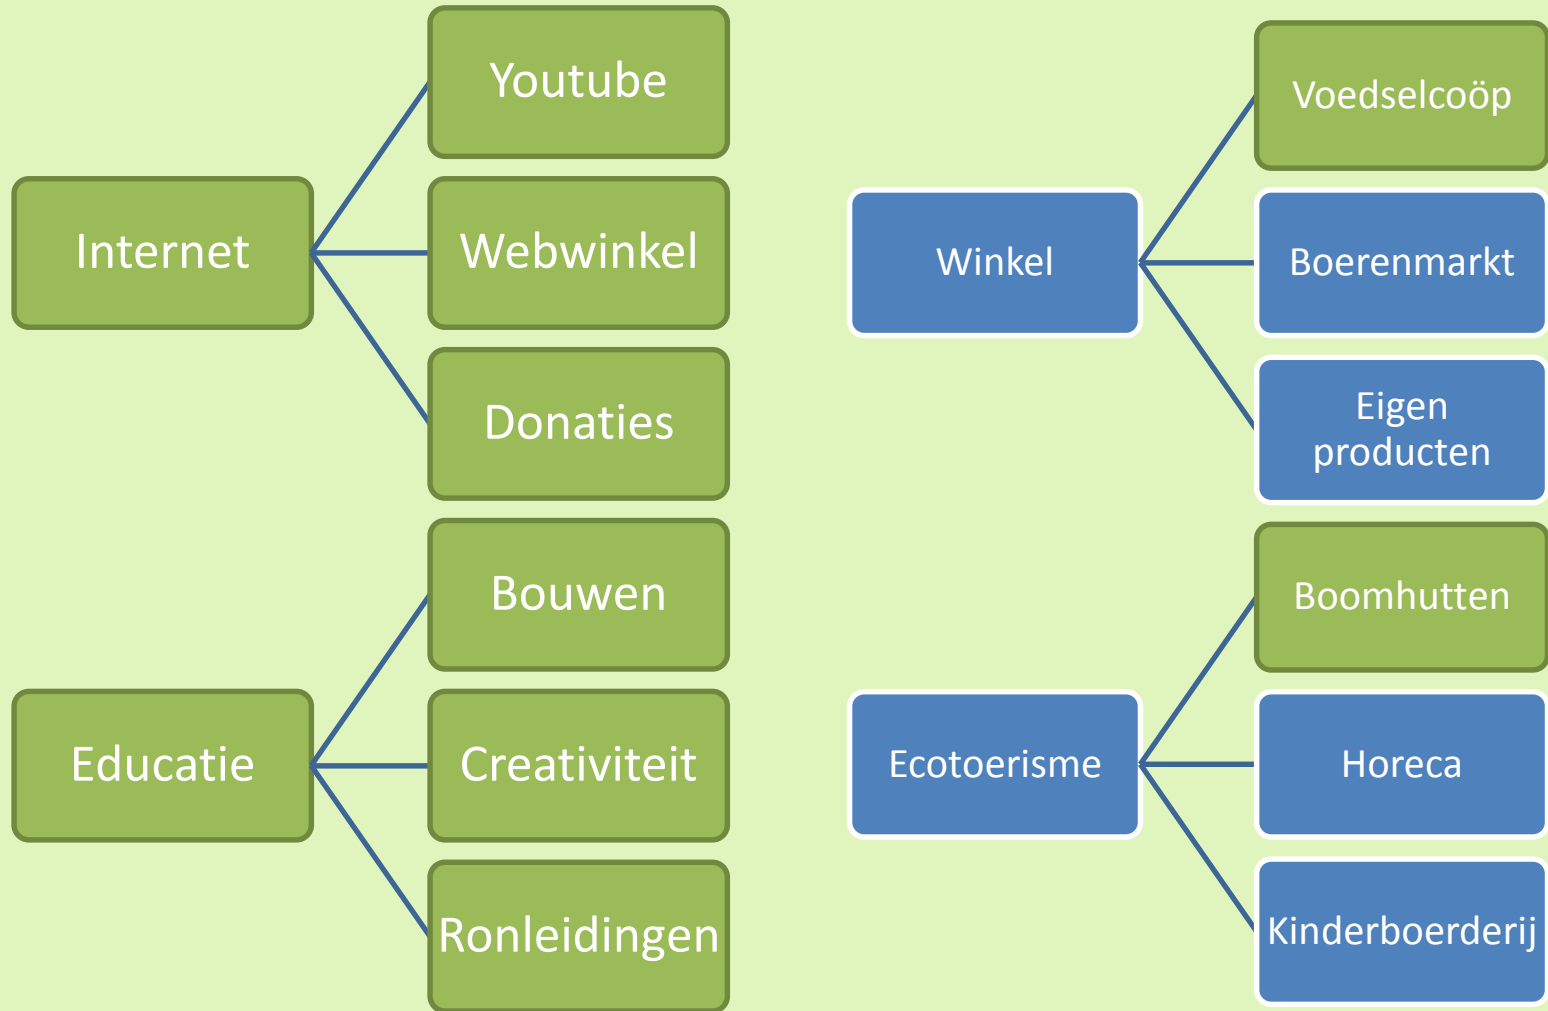 Internet
Youtube
Webwinkel
Donaties
Educatie
Bouwen
Creativiteit
Ronleidingen
Winkel
Voedselcoöp
Boerenmarkt
Eigen
producten
Ecotoerisme
Boomhutten
Horeca
Kinderboerderij